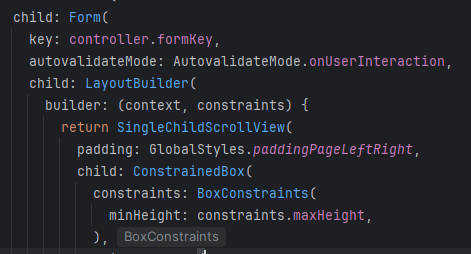 child: Form(
key: controller.formKey,
autovalidateMode: AutovalidateMode.onUserInteraction,
child: LayoutBuilder(
builder: (context, constraints) {
return SingleChildScrollView(
padding: GlobalStyles.paddingPageLeftRight,
child: ConstrainedBox(
constraints: BoxConstraints(
minHeight: constraints.maxHeight,
), BoxConstraints